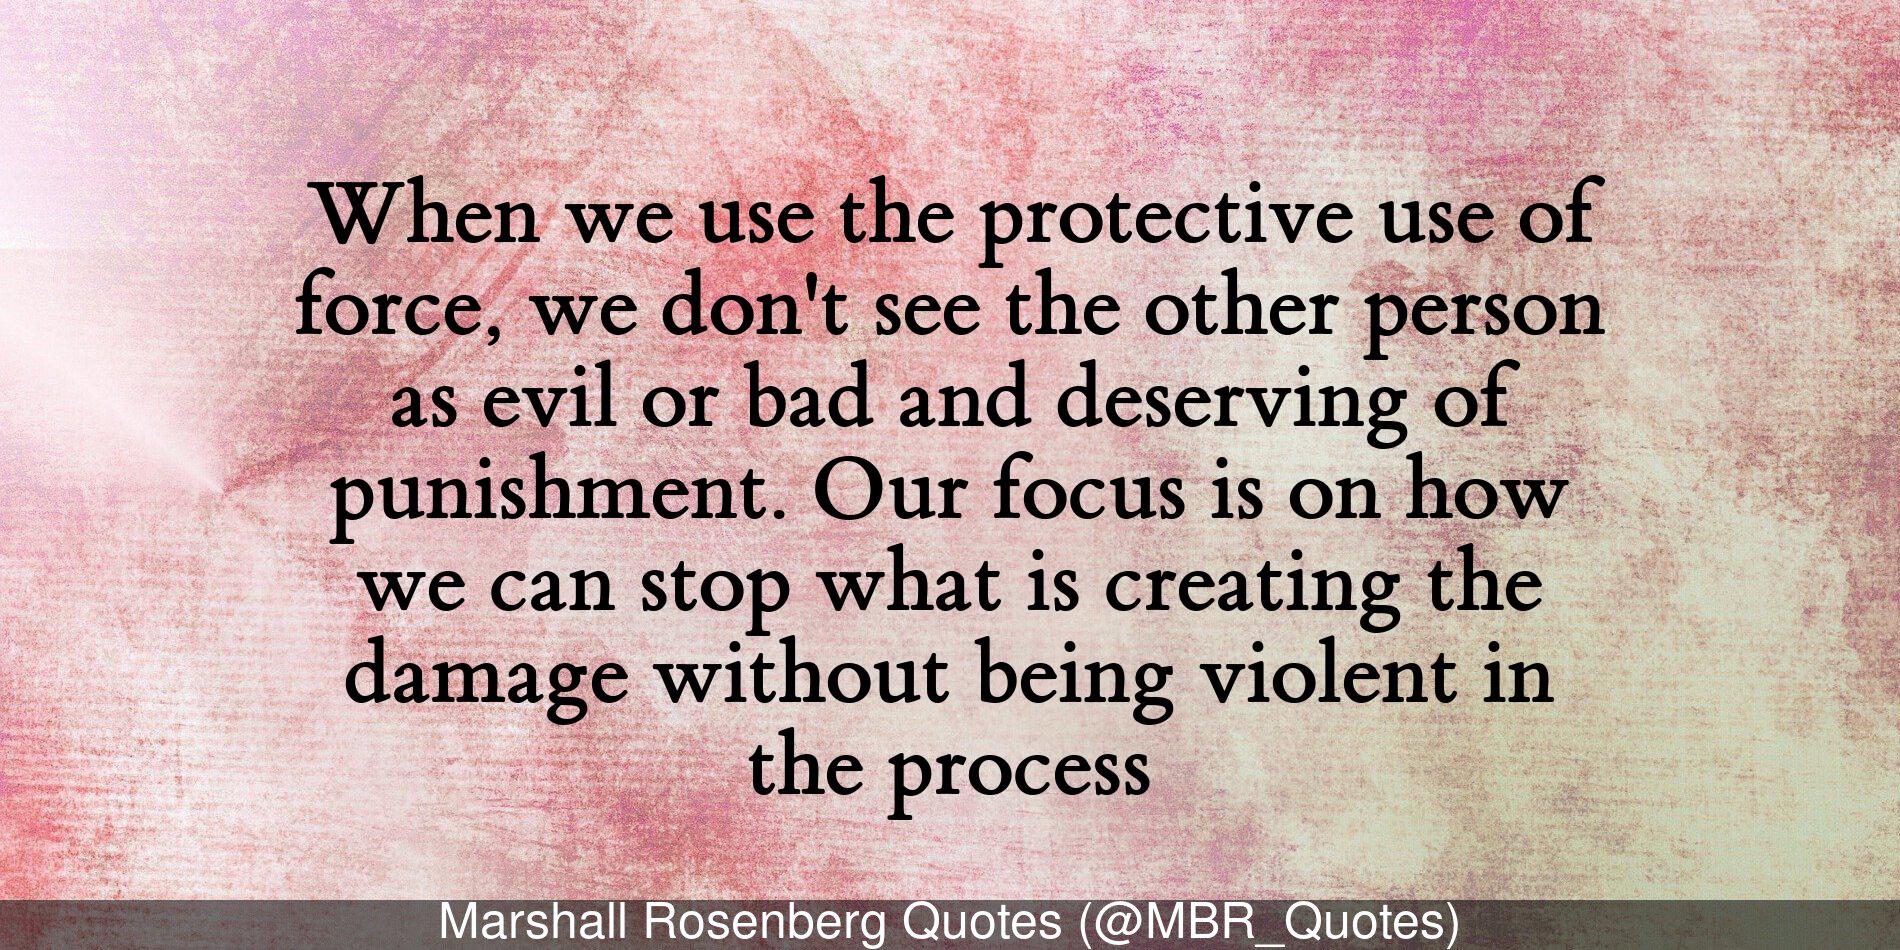 When we use the protective use of
force, we don't see the other person
as evil or bad and deserving of
punishment. Our focus is on how
we can stop what is creating the
damage without being violent in
the process
Marshall Rosenberg Quotes (@MBR_Quotes)